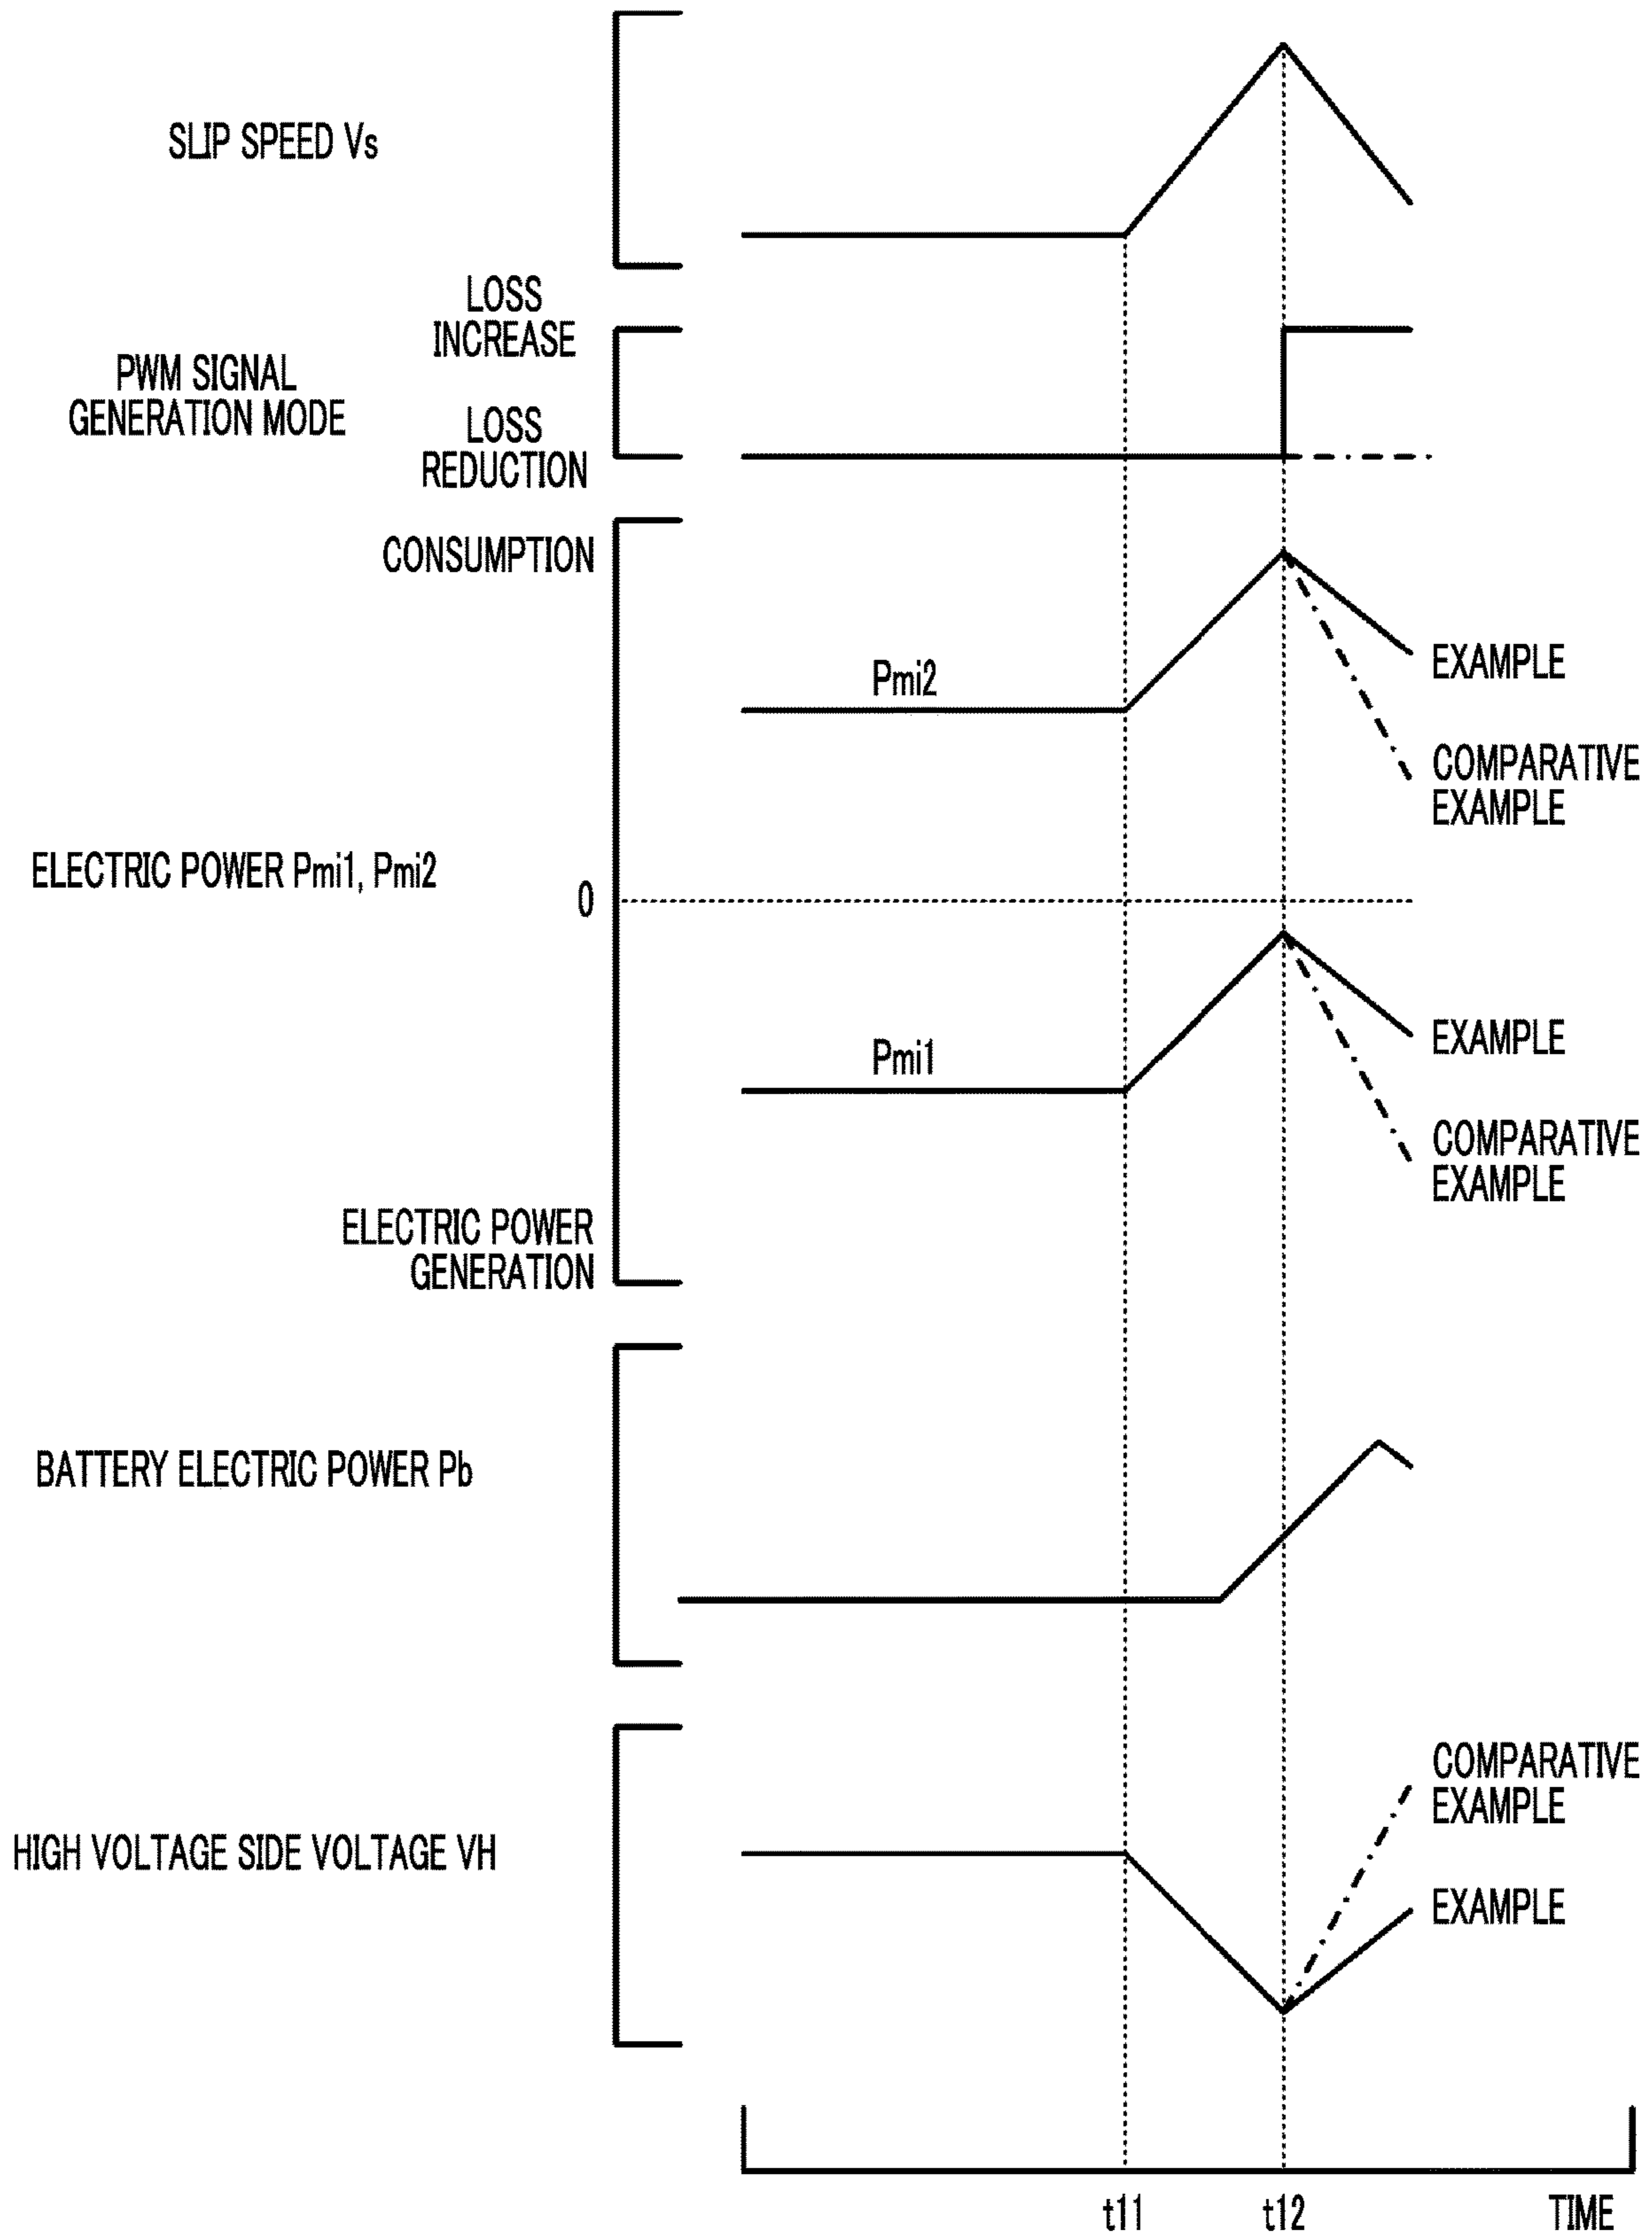 SLIP SPEED Vs
LOSS
INCREASE
PWM SIGNAL
GENERATION MODE
LOSS
REDUCTION
CONSUMPTION
Pmi2
EXAMPLE
COMPARATIVE
EXAMPLE
ELECTRIC POWER Pmi1, Pmi2
0
Pmi1
EXAMPLE
COMPARATIVE
EXAMPLE
ELECTRIC POWER
GENERATION
BATTERY ELECTRIC POWER Pb
COMPARATIVE
EXAMPLE
HIGH VOLTAGE SIDE VOLTAGE VH
EXAMPLE
t11
t12
TIME